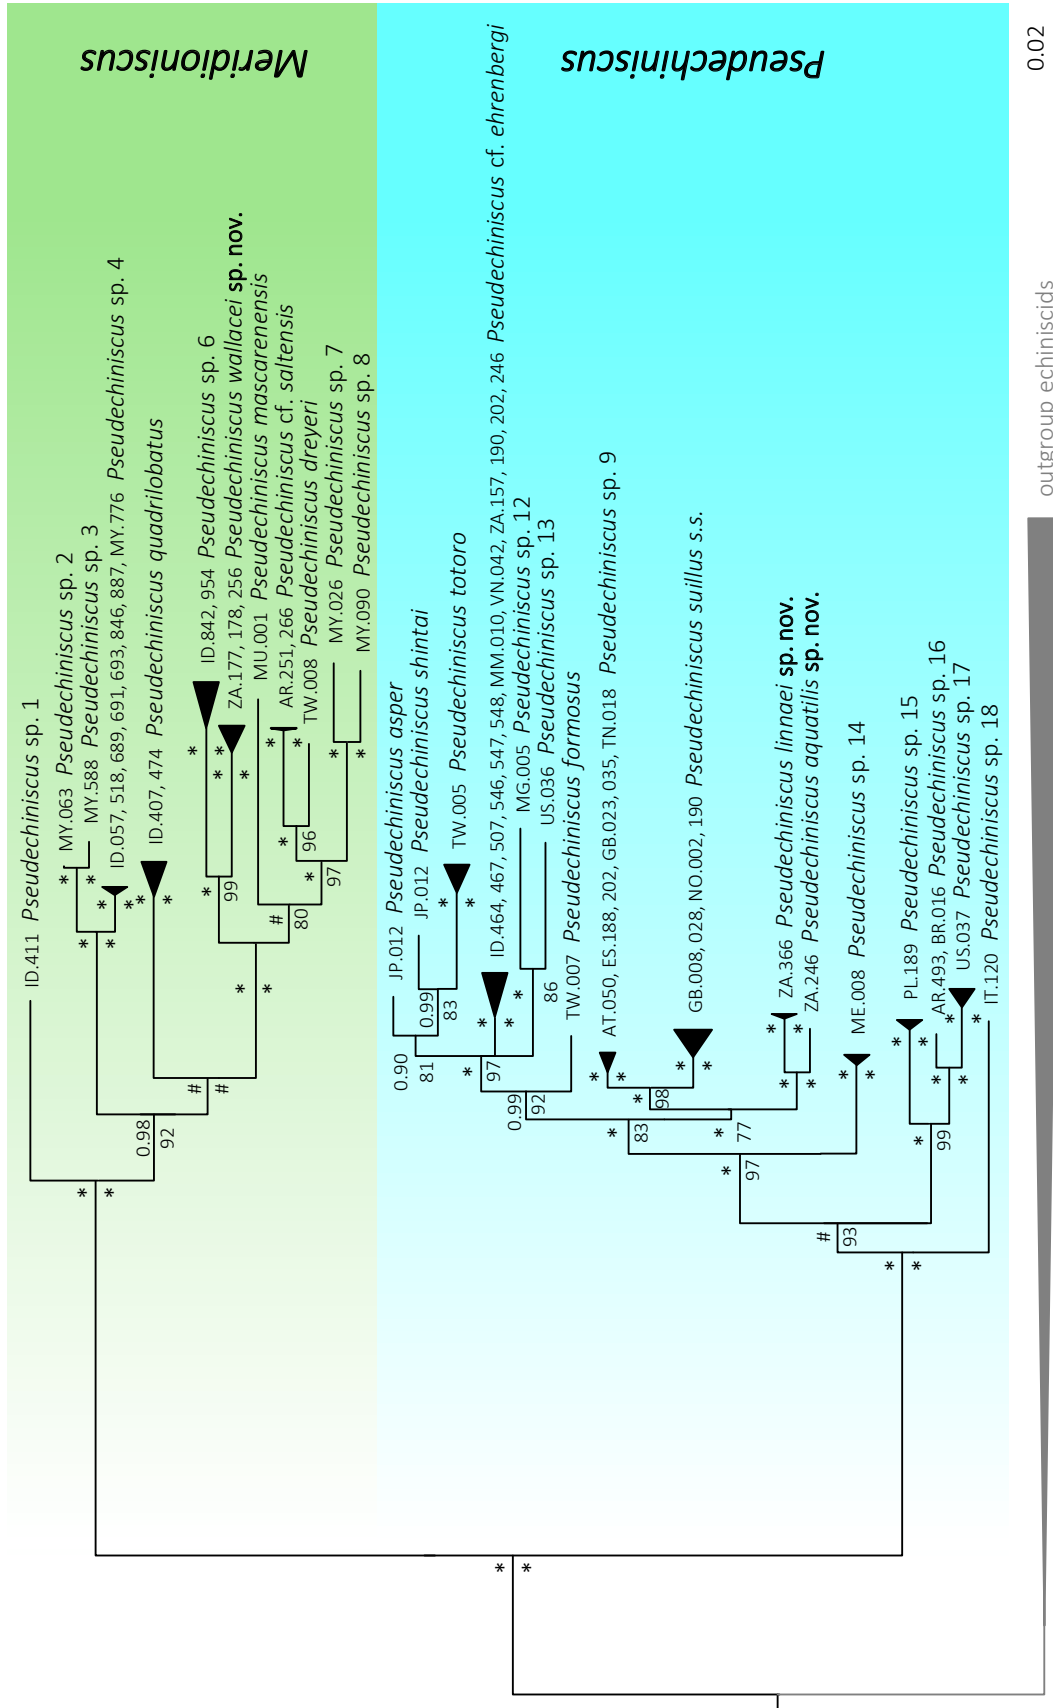 Meridioniscus
ID.411 Pseudechiniscus sp. 1
MY.063 Pseudechiniscus sp. 2
MY.588 Pseudechiniscus sp. 3
ID.057, 518, 689, 691, 693, 846, 887, MY.776 Pseudechiniscus sp. 4
ID.407, 474 Pseudechiniscus quadrilobatus
ID.842, 954 Pseudechiniscus sp. 6
ZA.177, 178, 256 Pseudechiniscus wallacei sp. nov.
MU.001 Pseudechiniscus mascarenensis
AR.251, 266 Pseudechiniscus cf. saltensis
TW.008 Pseudechiniscus dreyeri
MY.026 Pseudechiniscus sp. 7
MY.090 Pseudechiniscus sp. 8
* *
* *
* *
* *
* *
0.98
92
# #
* *
* *
* *
* 99
# 80
* *
* 96
* 97
* *
* *
Pseudechiniscus
JP.012 Pseudechiniscus asper
JP.012 Pseudechiniscus shintai
TW.005 Pseudechiniscus totoro
ID.464, 467, 507, 546, 547, 548, MM.010, VN.042, ZA.157, 190, 202, 246 Pseudechiniscus cf. ehrenbergi
MG.005 Pseudechiniscus sp. 12
US.036 Pseudechiniscus sp. 13
TW.007 Pseudechiniscus formosus
AT.050, ES.188, 202, GB.023, 035, TN.018 Pseudechiniscus sp. 9
GB.008, 028, NO.002, 190 Pseudechiniscus suillus s.s.
ZA.366 Pseudechiniscus linnaei sp. nov.
ZA.246 Pseudechiniscus aquatilis sp. nov.
ME.008 Pseudechiniscus sp. 14
PL.189 Pseudechiniscus sp. 15
AR.493, BR.016 Pseudechiniscus sp. 16
US.037 Pseudechiniscus sp. 17
IT.120 Pseudechiniscus sp. 18
0.90
81
0.99
83
* *
* 97
* *
* 86
0.99
92
* *
* 98
* *
* 83
* 77
* *
* *
* 97
* *
# 93
* *
* 99
* *
* *
* *
* *
outgroup echiniscids
0.02